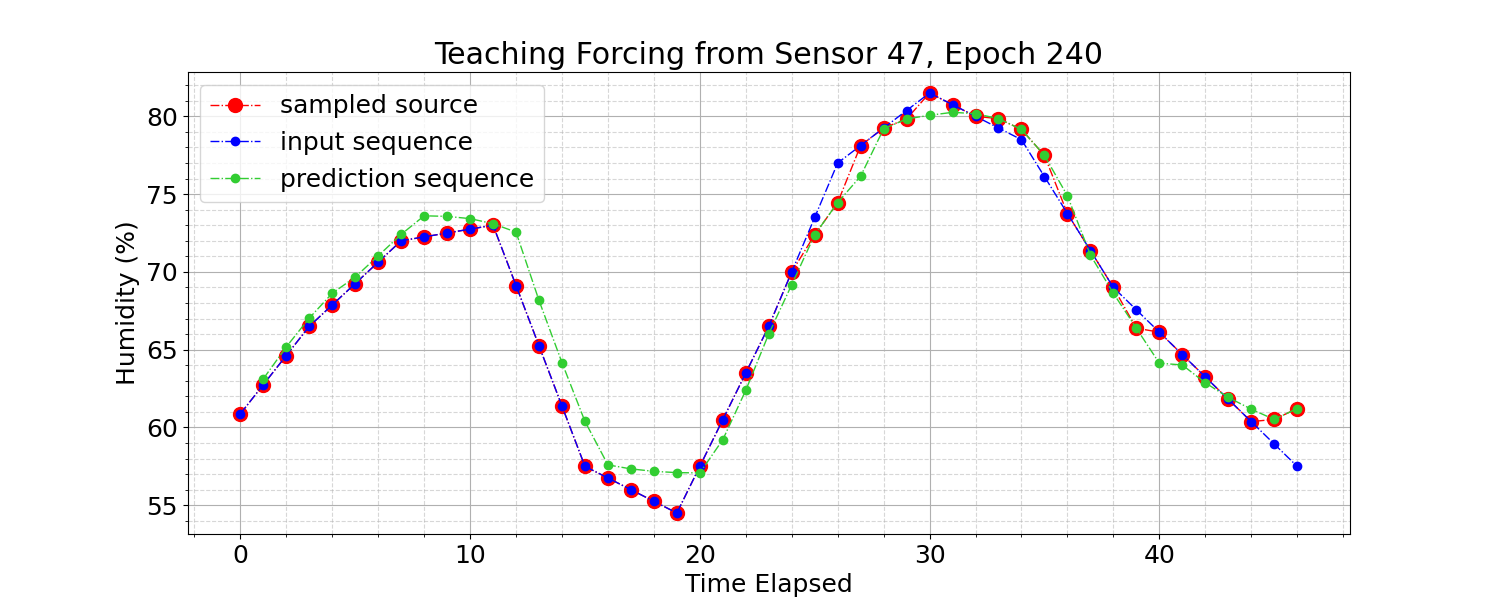 Teaching Forcing from Sensor 47, Epoch 240
sampled source
input sequence
prediction sequence
Humidity (%)
80
75
70
65
60
55
0 10 20 30 40
Time Elapsed